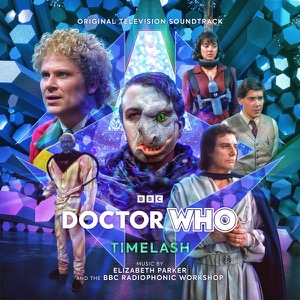 ORIGINAL TELEVISION SOUNDTRACK
BBC
DOCTOR WHO
TIMELASH
MUSIC BY
ELIZABETH PARKER
AND THE BBC RADIOPHONIC WORKSHOP